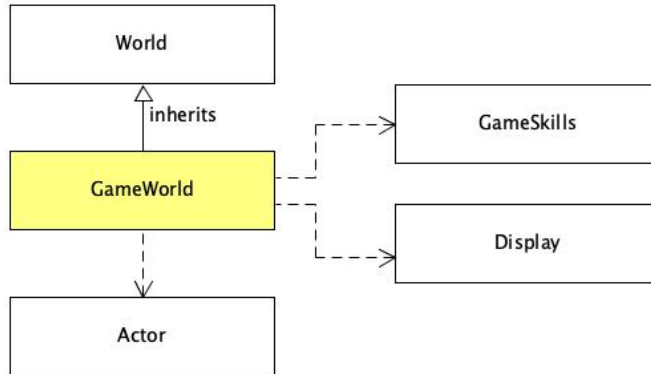 World
inherits
GameSkills
GameWorld
Display
Actor